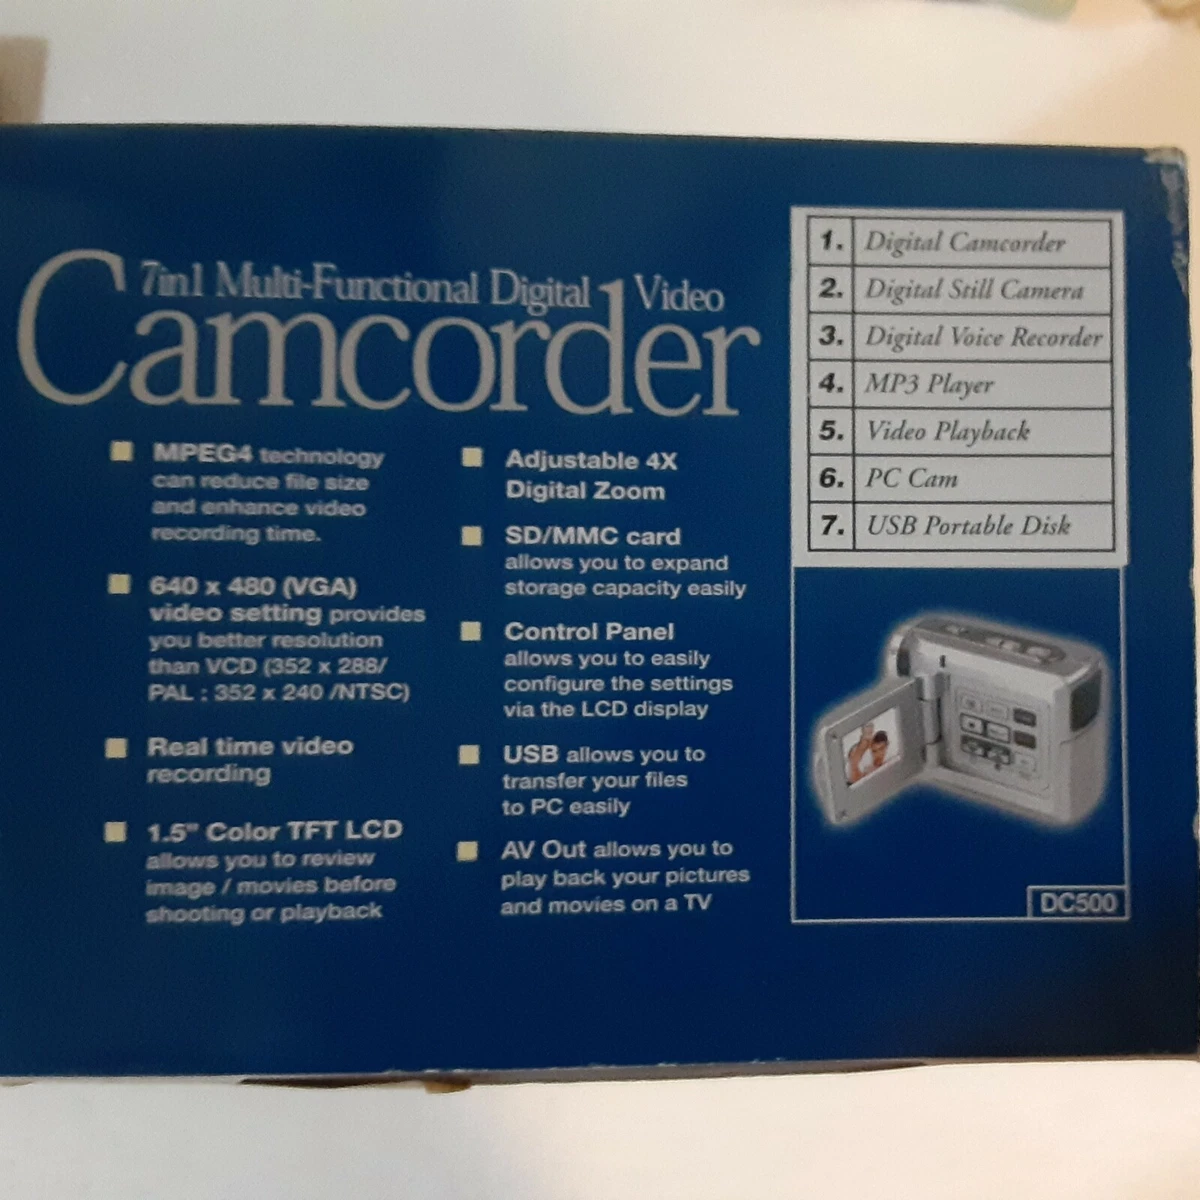 7in1 Multi-Functional Digital Video
Camcorder
MPEG4 technology
can reduce file size
and enhance video
recording time.
640 x 480 (VGA)
video setting provides
you better resolution
than VCD (352 x 288/
PAL : 352 x 240 /NTSC)
Real time video
recording
1.5" Color TFT LCD
allows you to review
image / movies before
shooting or playback
Adjustable 4X
Digital Zoom
SD/MMC card
allows you to expand
storage capacity easily
Control Panel
allows you to easily
configure the settings
via the LCD display
USB allows you to
transfer your files
to PC easily
AV Out allows you to
play back your pictures
and movies on a TV
1. Digital Camcorder
2. Digital Still Camera
3. Digital Voice Recorder
4. MP3 Player
5. Video Playback
6. PC Cam
7. USB Portable Disk
DC500